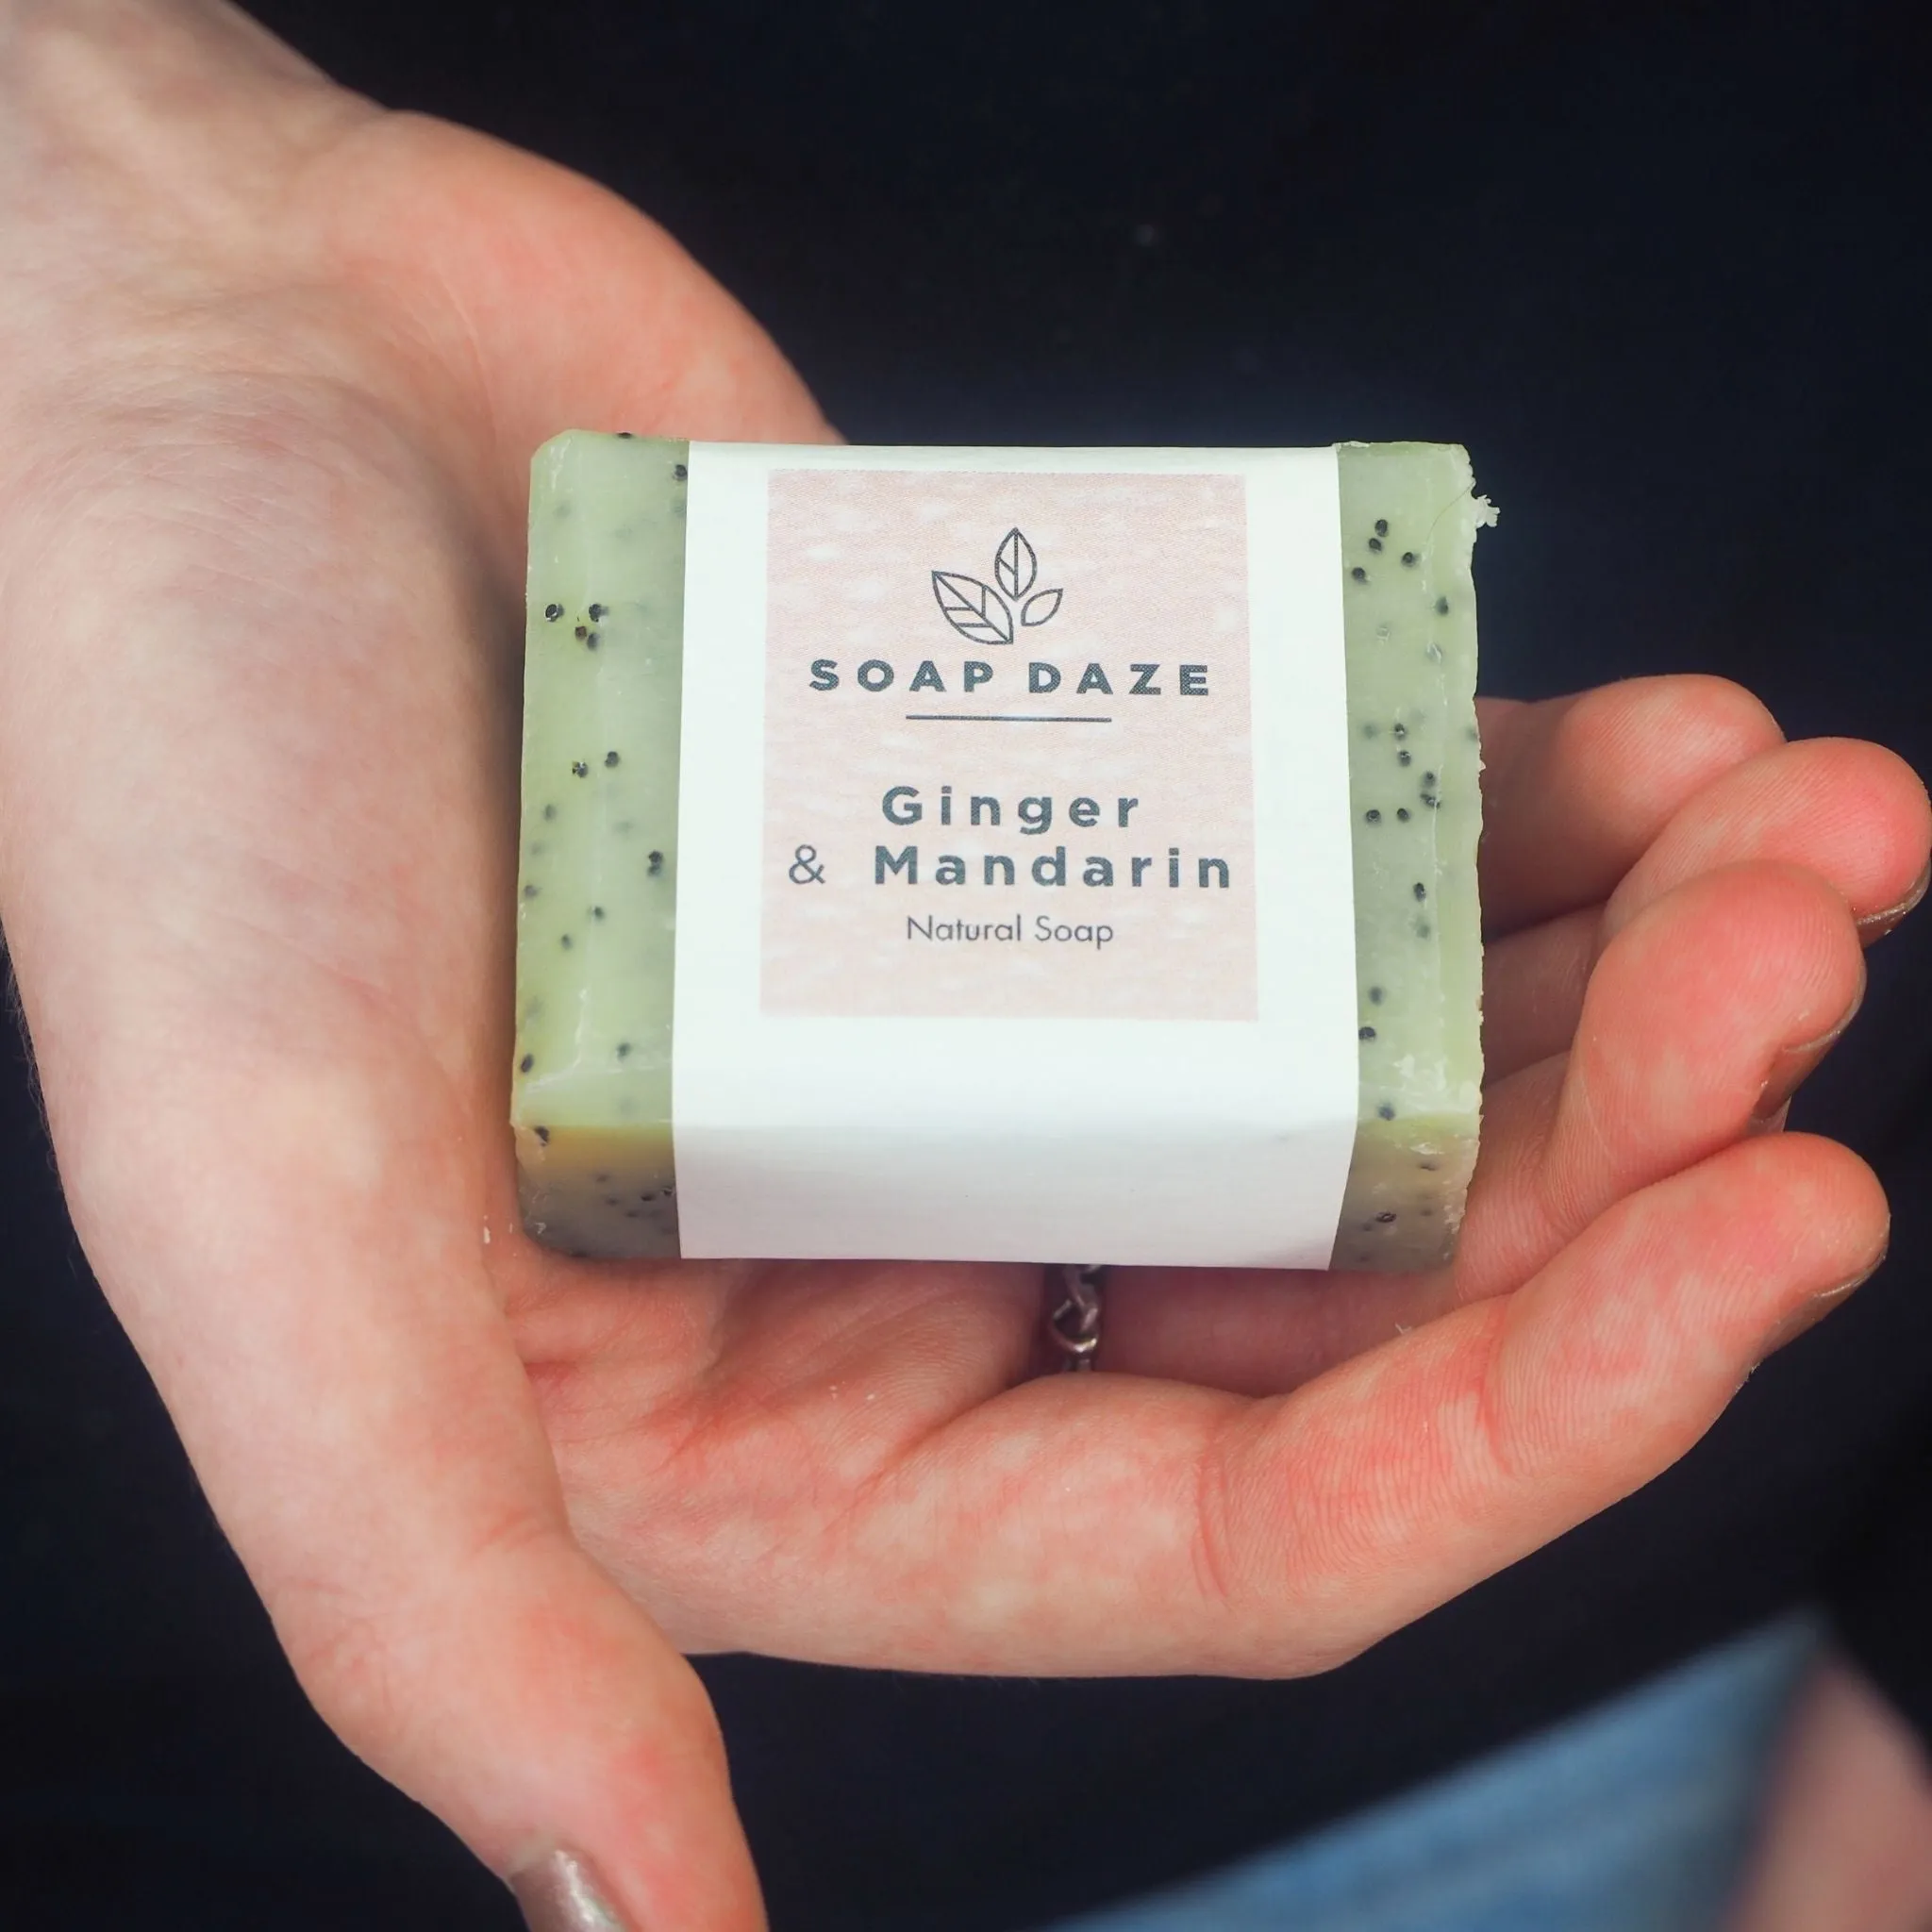 SOAP DAZE
Ginger
& Mandarin
Natural Soap